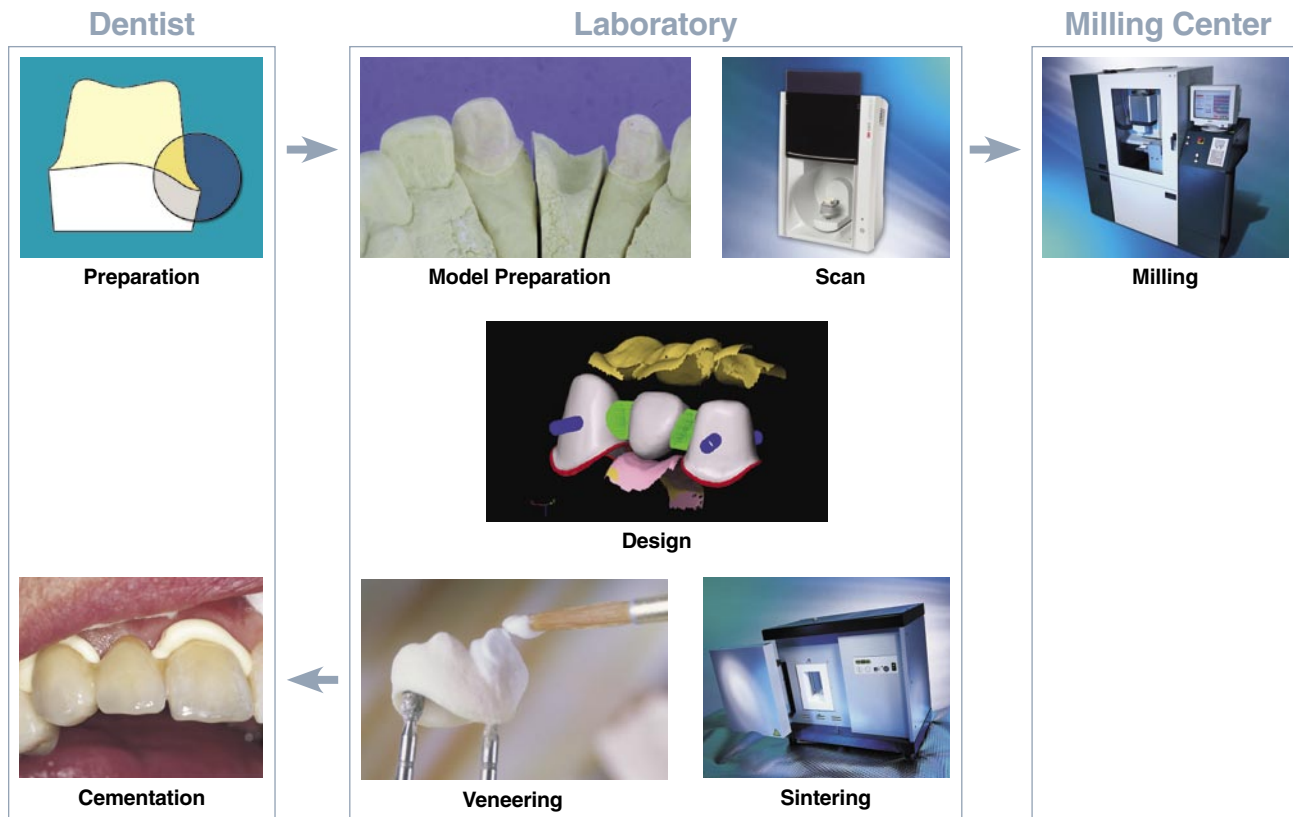 Dentist
Laboratory
Milling Center
Preparation
Model Preparation
Scan
Milling
Design
Cementation
Veneering
Sintering